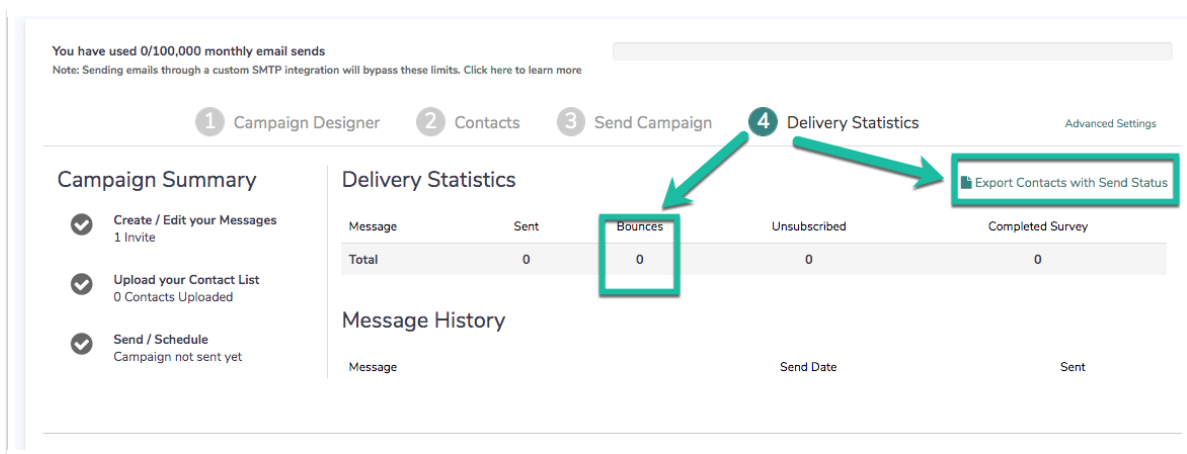 You have used 0/100,000 monthly email sends
Note: Sending emails through a custom SMTP integration will bypass these limits. Click here to learn more
1 Campaign Designer 2 Contacts 3 Send Campaign 4 Delivery Statistics Advanced Settings
Campaign Summary
Create / Edit your Messages
1 Invite
Upload your Contact List
0 Contacts Uploaded
Send / Schedule
Campaign not sent yet
Delivery Statistics
Export Contacts with Send Status
Message Sent Bounces Unsubscribed Completed Survey
Total 0 0 0 0
Message History
Message Send Date Sent